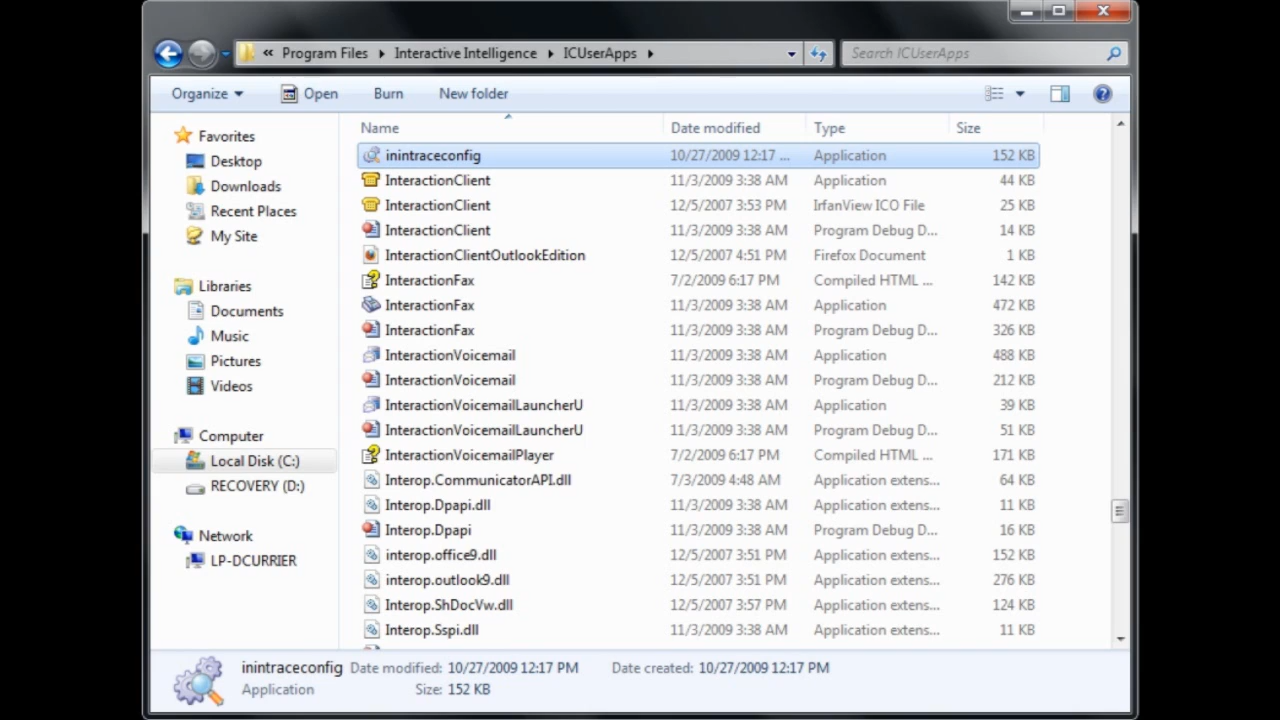 « Program Files ▸ Interactive Intelligence ▸ ICUserApps ▸ Search ICUserApps
Organize Open Burn New folder
Name Date modified Type Size
Favorites
Desktop
Downloads
Recent Places
My Site
Libraries
Documents
Music
Pictures
Videos
Computer
Local Disk (C:)
RECOVERY (D:)
Network
LP-DCURRIER
inintraceconfig 10/27/2009 12:17 ... Application 152 KB
InteractionClient 11/3/2009 3:38 AM Application 44 KB
InteractionClient 12/5/2007 3:53 PM IrfanView ICO File 25 KB
InteractionClient 11/3/2009 3:38 AM Program Debug D... 14 KB
InteractionClientOutlookEdition 12/5/2007 4:51 PM Firefox Document 1 KB
InteractionFax 7/2/2009 6:17 PM Compiled HTML ... 142 KB
InteractionFax 11/3/2009 3:38 AM Application 472 KB
InteractionFax 11/3/2009 3:38 AM Program Debug D... 326 KB
InteractionVoicemail 11/3/2009 3:38 AM Application 488 KB
InteractionVoicemail 11/3/2009 3:38 AM Program Debug D... 212 KB
InteractionVoicemailLauncherU 11/3/2009 3:38 AM Application 39 KB
InteractionVoicemailLauncherU 11/3/2009 3:38 AM Program Debug D... 51 KB
InteractionVoicemailPlayer 7/2/2009 6:17 PM Compiled HTML ... 171 KB
Interop.CommunicatorAPI.dll 7/3/2009 4:48 AM Application extens... 64 KB
Interop.Dpapi.dll 11/3/2009 3:38 AM Application extens... 11 KB
Interop.Dpapi 11/3/2009 3:38 AM Program Debug D... 16 KB
interop.office9.dll 12/5/2007 3:51 PM Application extens... 152 KB
interop.outlook9.dll 12/5/2007 3:51 PM Application extens... 276 KB
Interop.ShDocVw.dll 12/5/2007 3:57 PM Application extens... 124 KB
Interop.Sspi.dll 11/3/2009 3:38 AM Application extens... 11 KB
inintraceconfig Date modified: 10/27/2009 12:17 PM Date created: 10/27/2009 12:17 PM
Application Size: 152 KB